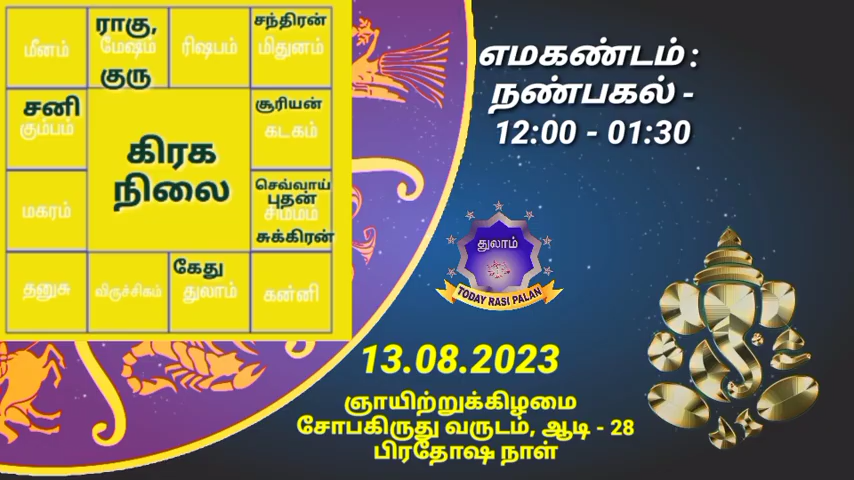 மீனம்
ராகு,
மேஷம்
குரு
ரிஷபம்
சந்திரன்
மிதுனம்
சனி
கும்பம்
சூரியன்
கடகம்
கிரக
நிலை
மகரம்
செவ்வாய்
புதன்
சிம்மம்
சுக்கிரன்
தனுசு
விருச்சிகம்
கேது
துலாம்
கன்னி
எமகண்டம் :
நண்பகல் -
12:00 - 01:30
துலாம்
TODAY RASI PALAN
13.08.2023
ஞாயிற்றுக்கிழமை
சோபகிருது வருடம், ஆடி - 28
பிரதோஷ நாள்